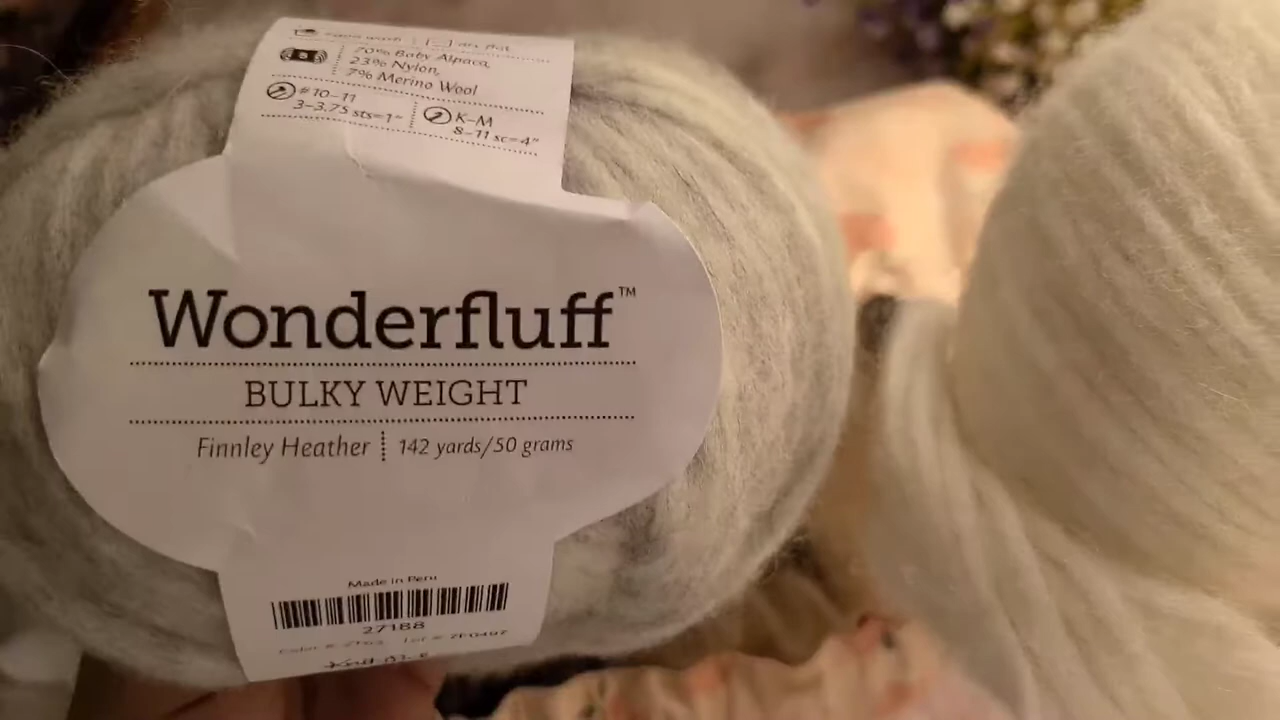 70% Baby Alpaca,
23% Nylon,
7% Merino Wool
#10-11
3-3.75 sts=1"
K-M
8-11 sc=4"
Wonderfluff™
BULKY WEIGHT
Finnley Heather
142 yards/50 grams
Made in Peru
27188